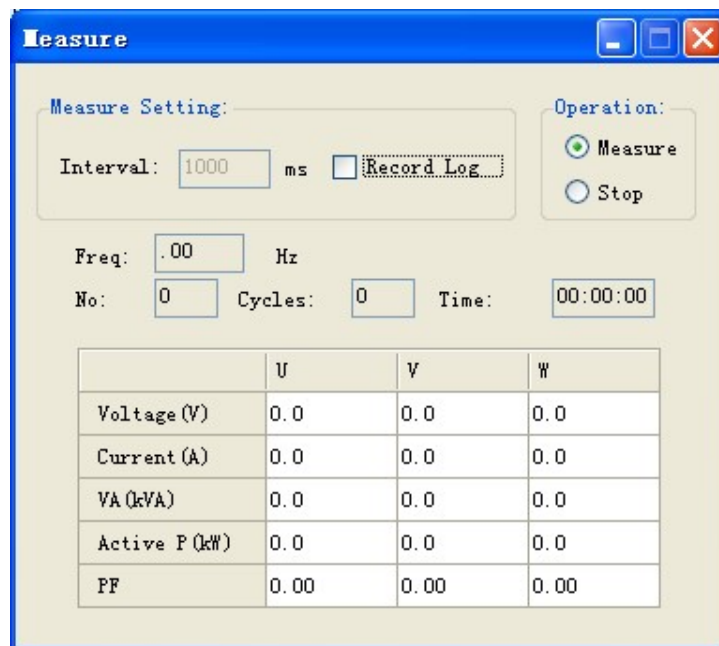 Measure
Measure Setting:
Operation:
Interval: 1000 ms Record Log
Measure
Stop
Freq: .00 Hz
No: 0 Cycles: 0 Time: 00:00:00
U V W
Voltage(V) 0.0 0.0 0.0
Current(A) 0.0 0.0 0.0
VA(kVA) 0.0 0.0 0.0
Active P(kW) 0.0 0.0 0.0
PF 0.00 0.00 0.00